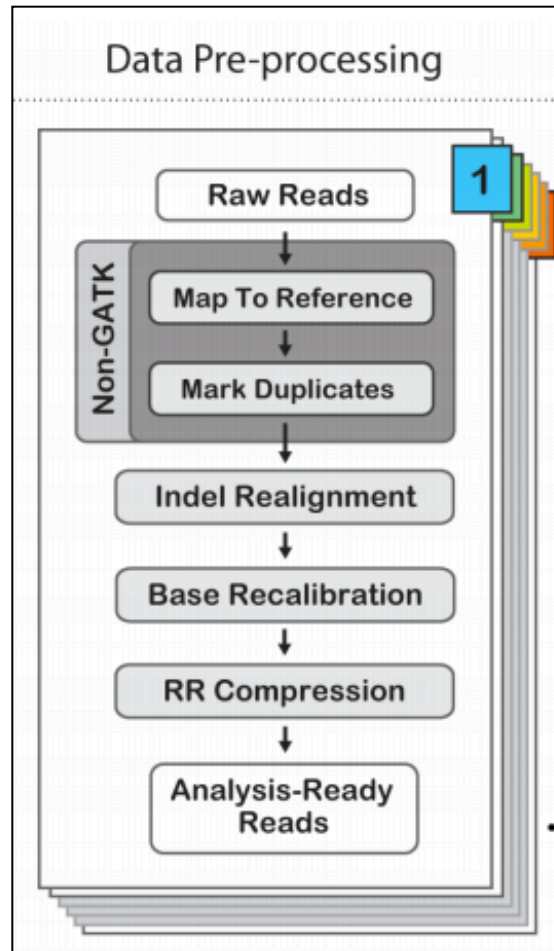 Data Pre-processing
1
Raw Reads
Non-GATK
Map To Reference
Mark Duplicates
Indel Realignment
Base Recalibration
RR Compression
Analysis-Ready
Reads